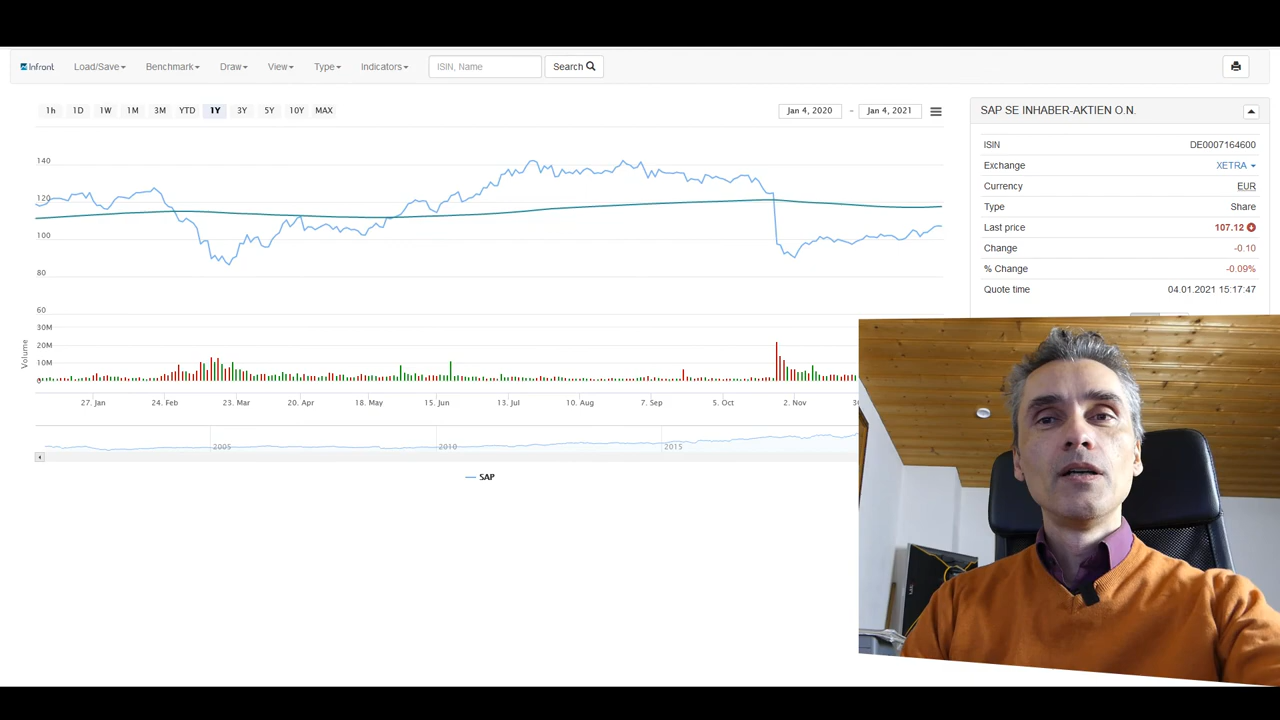 Infront Load/Save Benchmark Draw View Type Indicators ISIN, Name Search
1h 1D 1W 1M 3M YTD 1Y 3Y 5Y 10Y MAX Jan 4, 2020 – Jan 4, 2021
SAP SE INHABER-AKTIEN O.N.
ISIN DE0007164600
Exchange XETRA
Currency EUR
Type Share
Last price 107.12
Change -0.10
% Change -0.09%
Quote time 04.01.2021 15:17:47
140
120
100
80
60
30M
20M
10M
0
Volume
27. Jan 24. Feb 23. Mar 20. Apr 18. May 15. Jun 13. Jul 10. Aug 7. Sep 5. Oct 2. Nov
2005 2010 2015
SAP